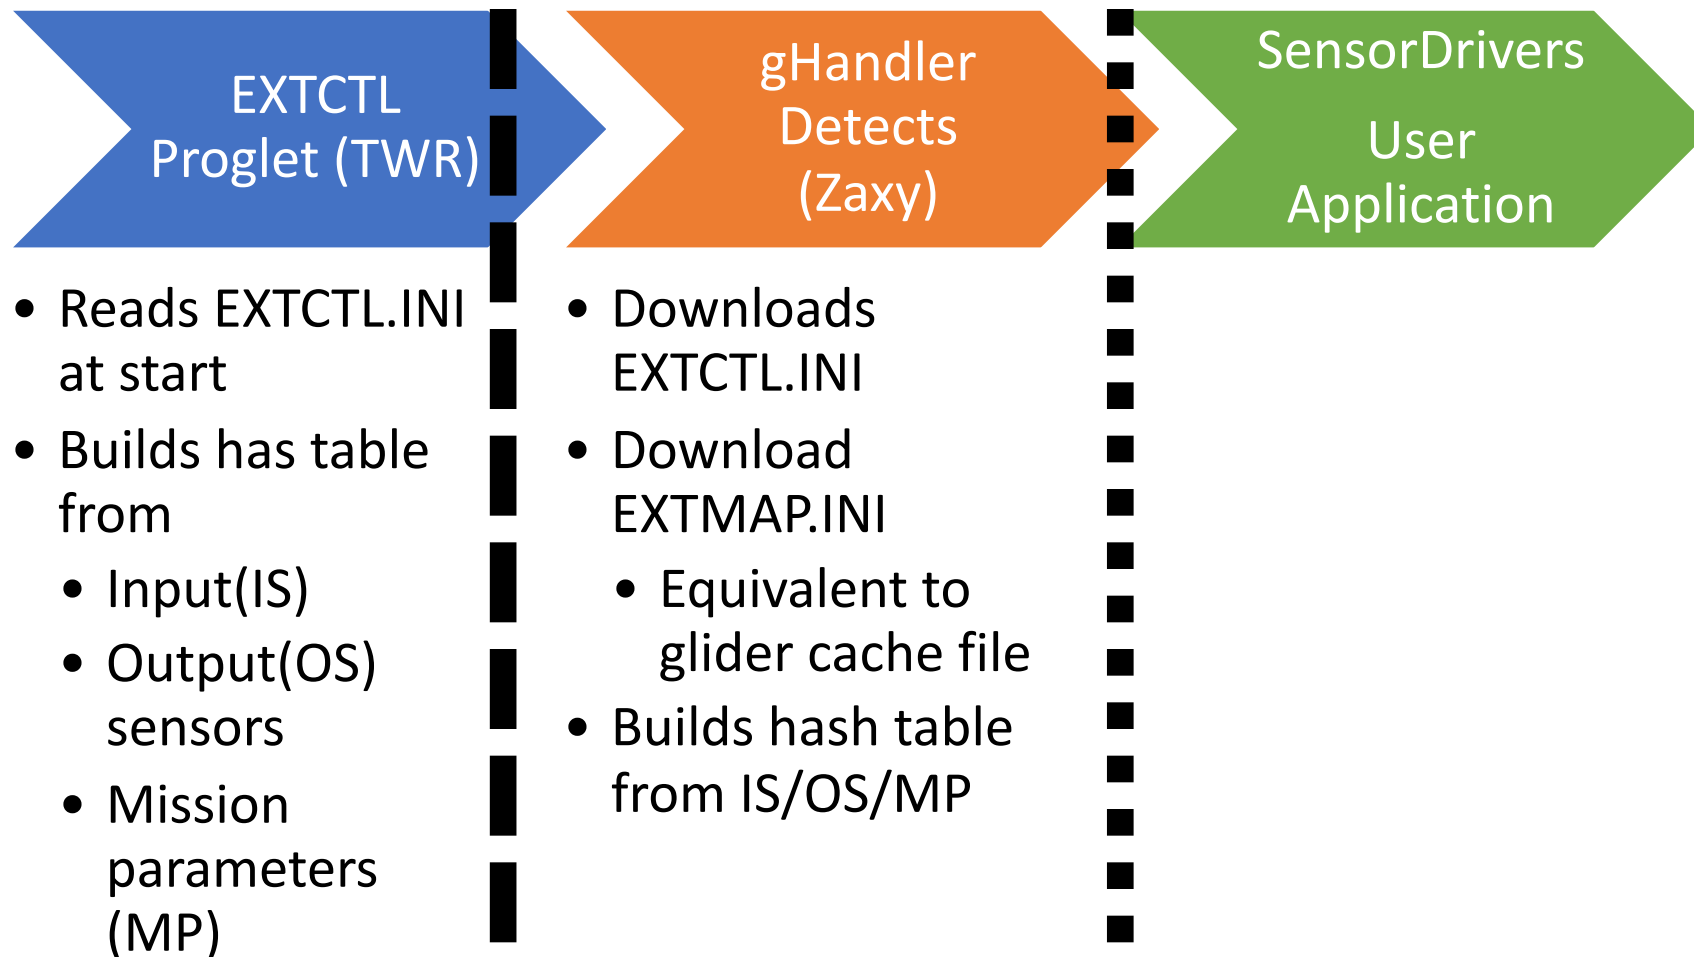 EXTCTL
Proglet (TWR)
gHandler
Detects
(Zaxy)
SensorDrivers
User
Application
• Reads EXTCTL.INI
at start
• Builds has table
from
• Input(IS)
• Output(OS)
sensors
• Mission
parameters
(MP)
• Downloads
EXTCTL.INI
• Download
EXTMAP.INI
• Equivalent to
glider cache file
• Builds hash table
from IS/OS/MP